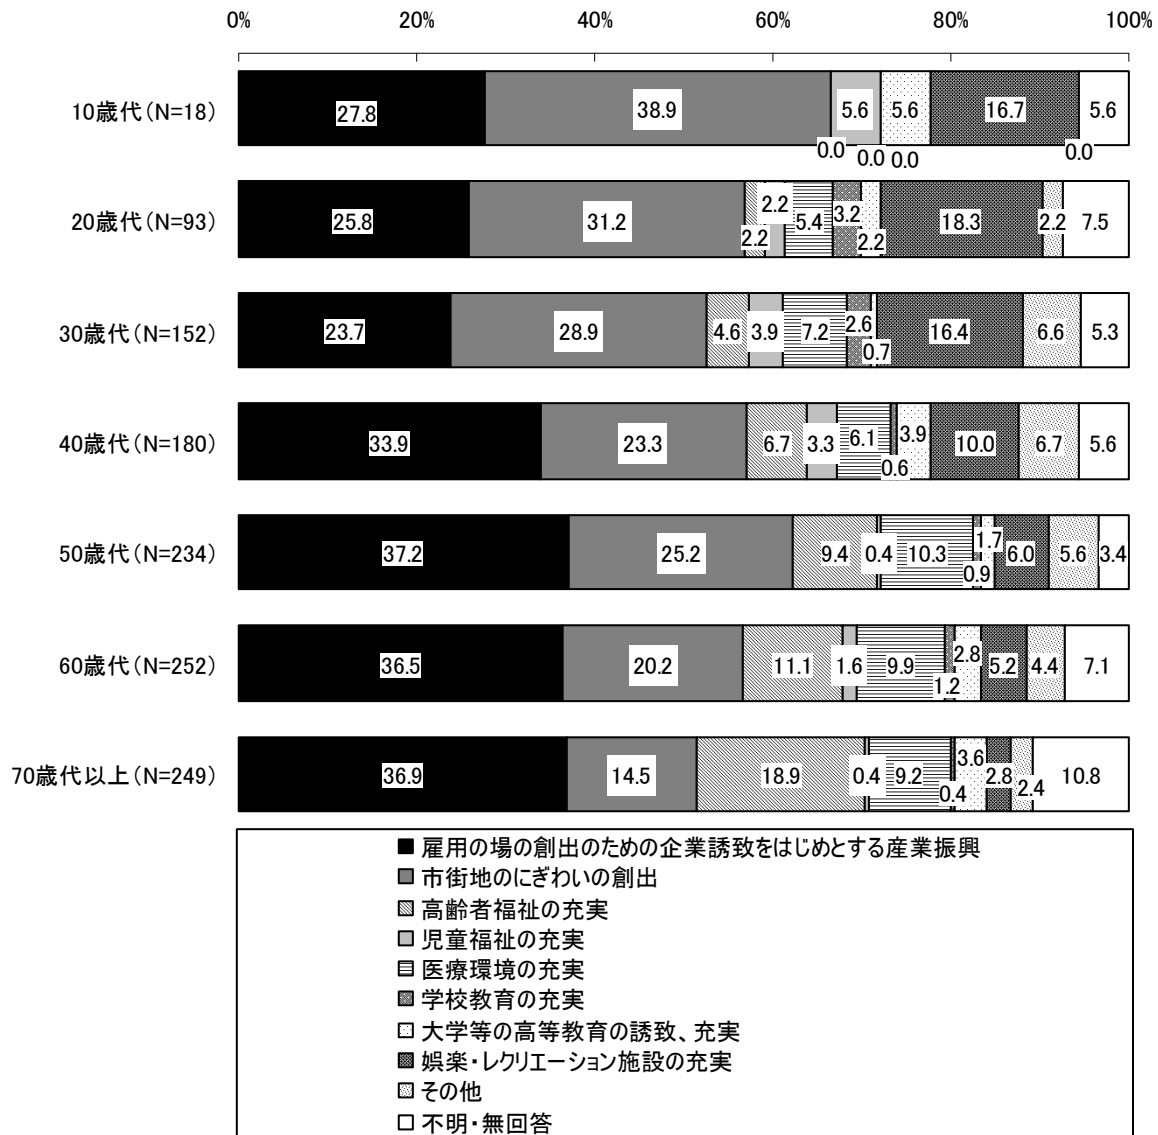 0% 20% 40% 60% 80% 100%
10歳代(N=18) 27.8 38.9 0.0 5.6 0.0 0.0 5.6 16.7 0.0 5.6
20歳代(N=93) 25.8 31.2 2.2 2.2 5.4 3.2 2.2 18.3 2.2 7.5
30歳代(N=152) 23.7 28.9 4.6 3.9 7.2 2.6 0.7 16.4 6.6 5.3
40歳代(N=180) 33.9 23.3 6.7 3.3 6.1 0.6 3.9 10.0 6.7 5.6
50歳代(N=234) 37.2 25.2 9.4 0.4 10.3 0.9 1.7 6.0 5.6 3.4
60歳代(N=252) 36.5 20.2 11.1 1.6 9.9 1.2 2.8 5.2 4.4 7.1
70歳代以上(N=249) 36.9 14.5 18.9 0.4 9.2 0.4 3.6 2.8 2.4 10.8
雇用の場の創出のための企業誘致をはじめとする産業振興
市街地のにぎわいの創出
高齢者福祉の充実
児童福祉の充実
医療環境の充実
学校教育の充実
大学等の高等教育の誘致、充実
娯楽・レクリエーション施設の充実
その他
不明・無回答